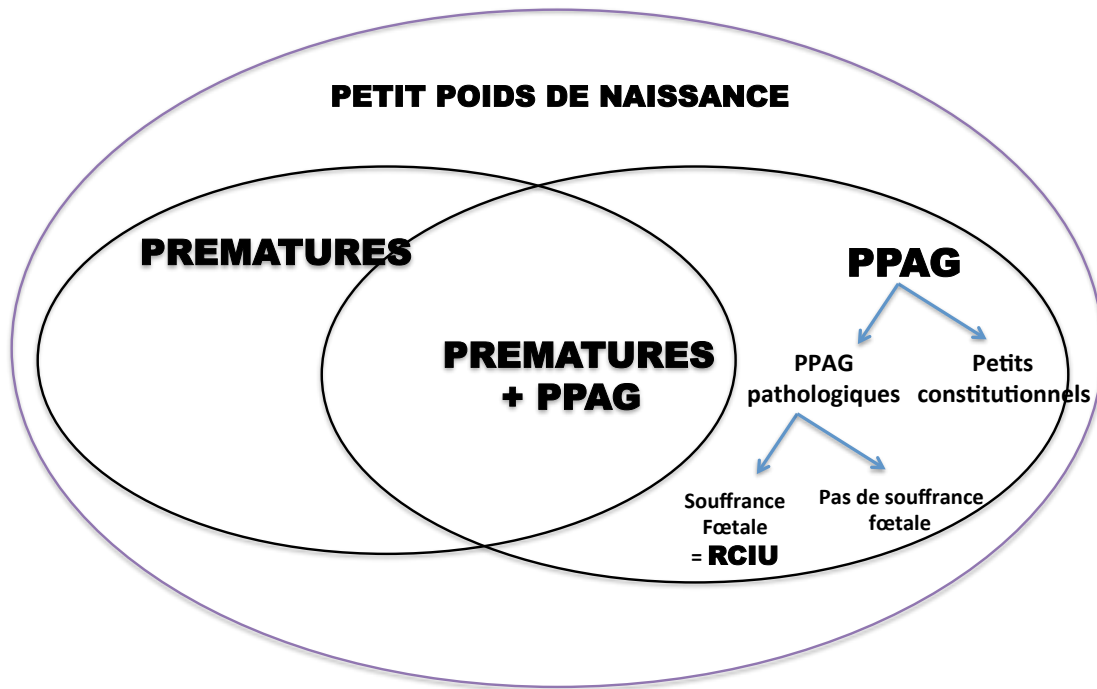 PETIT POIDS DE NAISSANCE
PREMATURES
PREMATURES
+ PPAG
PPAG
PPAG
pathologiques
Petits
constitutionnels
Souffrance
Fœtale
= RCIU
Pas de souffrance
fœtale